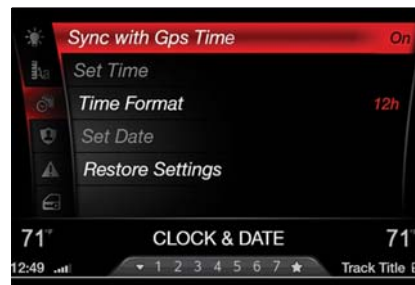 Sync with Gps Time On
Set Time
Time Format 12h
Set Date
Restore Settings
71° CLOCK & DATE 71
12:49 1 2 3 4 5 6 7 Track Title